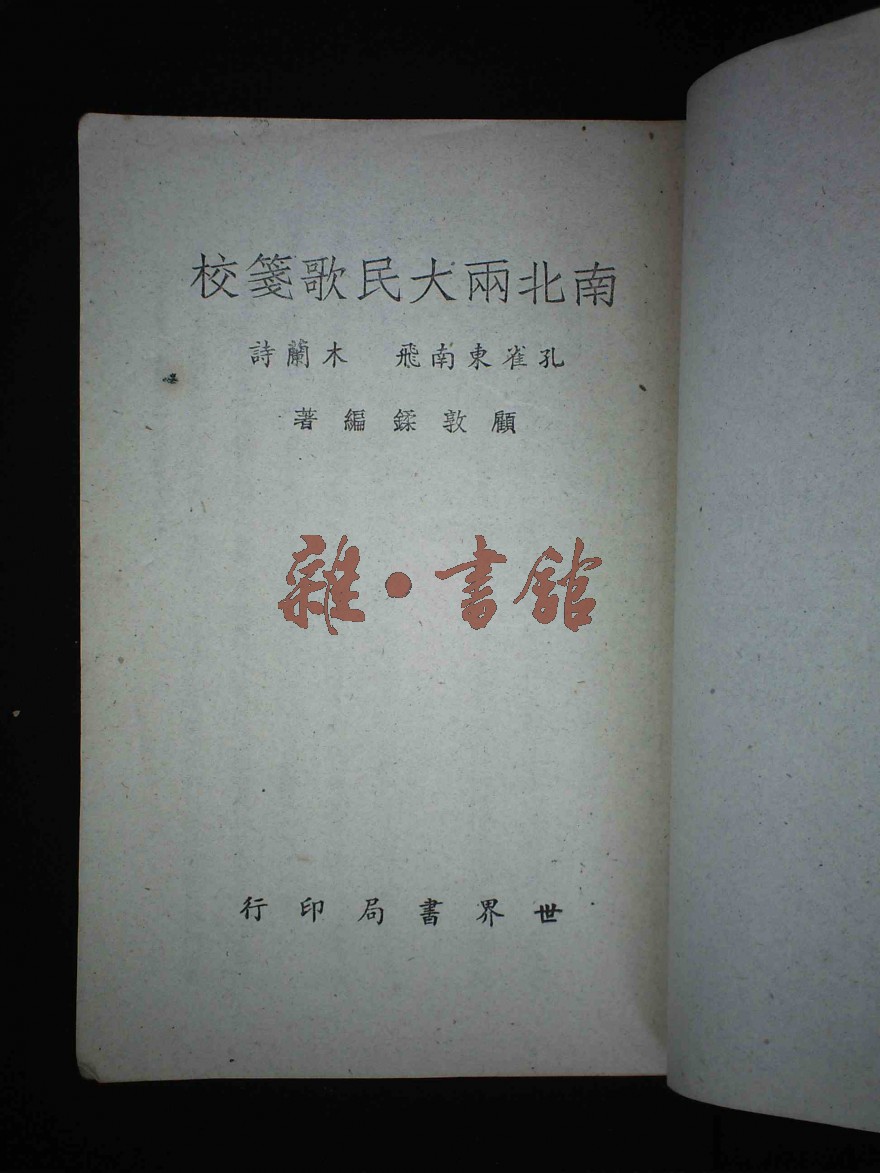 南北兩大民歌箋校
孔雀東南飛　木蘭詩
顧敦鍒編著
雜·書館
世界書局印行